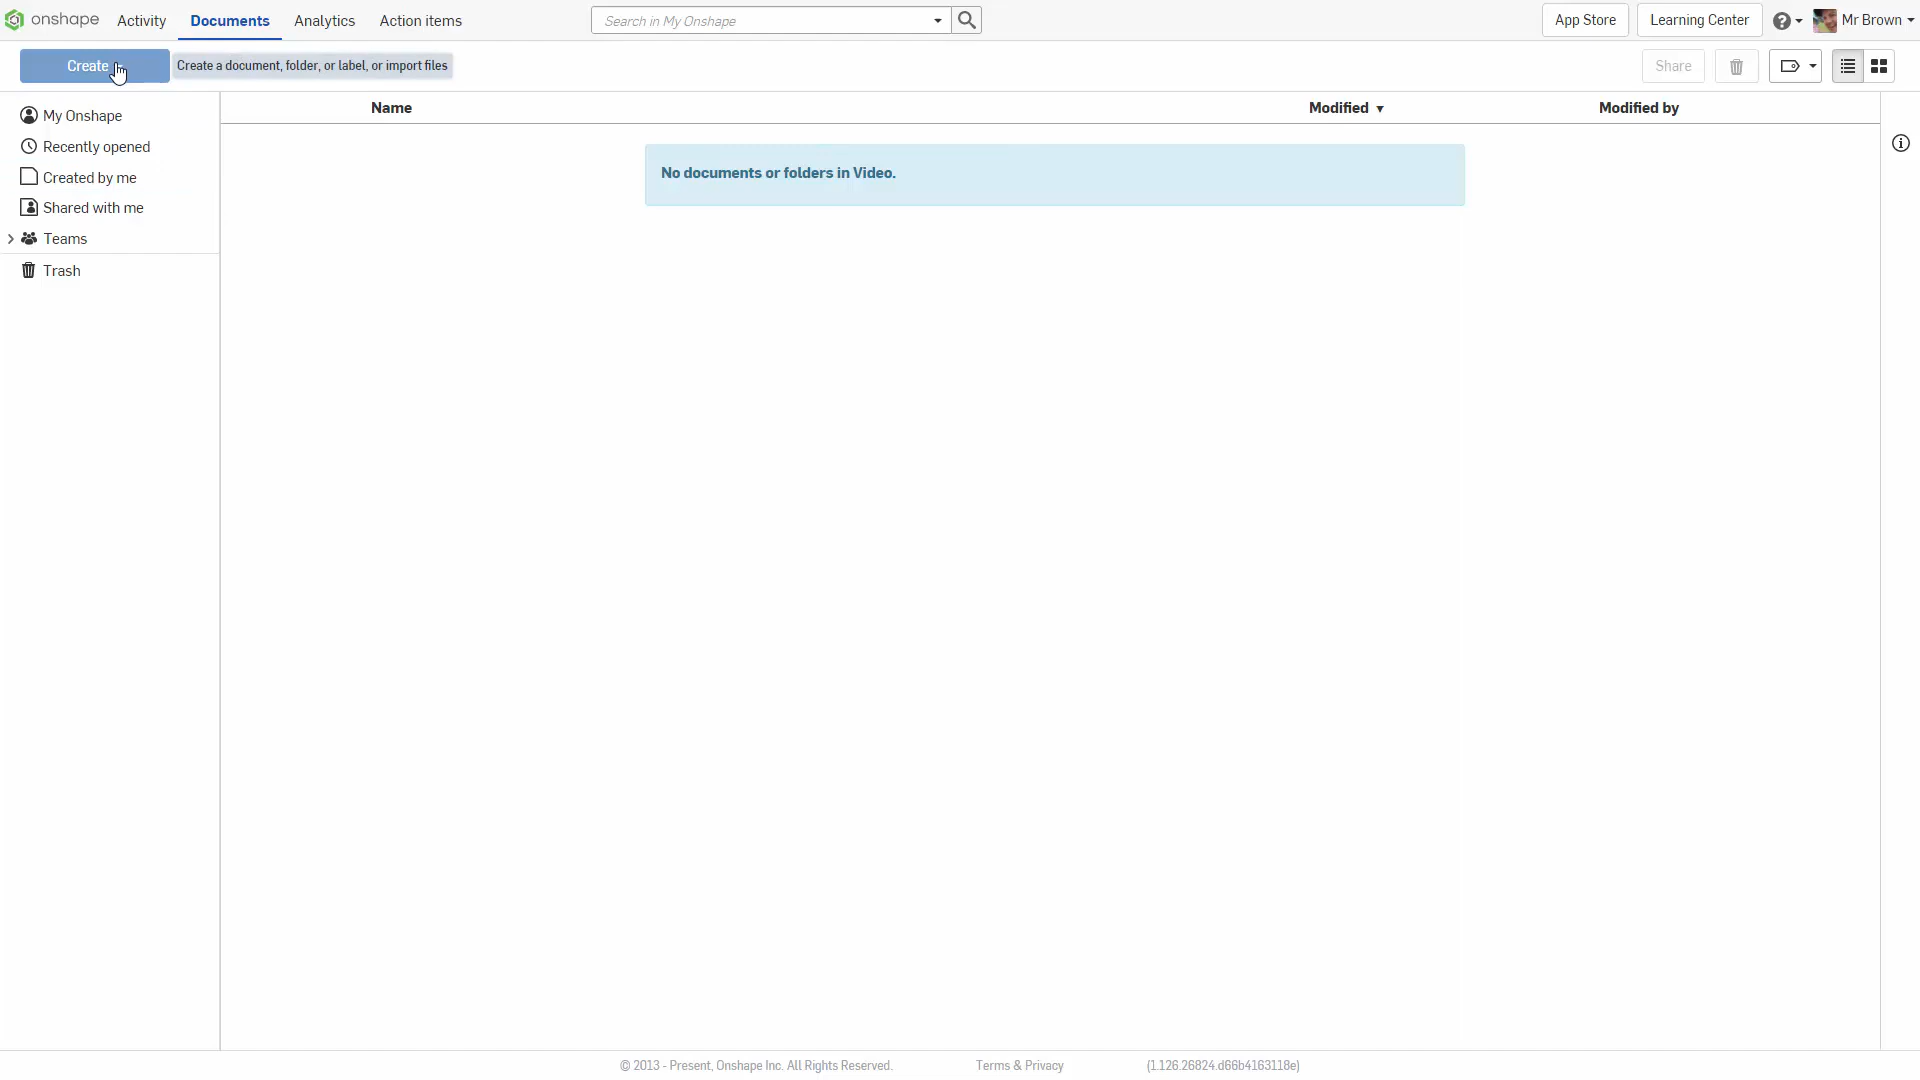 onshape Activity Documents Analytics Action items Search in My Onshape App Store Learning Center Mr Brown
Create Create a document, folder, or label, or import files Share
My Onshape
Recently opened
Created by me
Shared with me
Teams
Trash
Name Modified Modified by
No documents or folders in Video.
© 2013 - Present, Onshape Inc. All Rights Reserved. Terms & Privacy (1.126.26824.d66b4163118e)